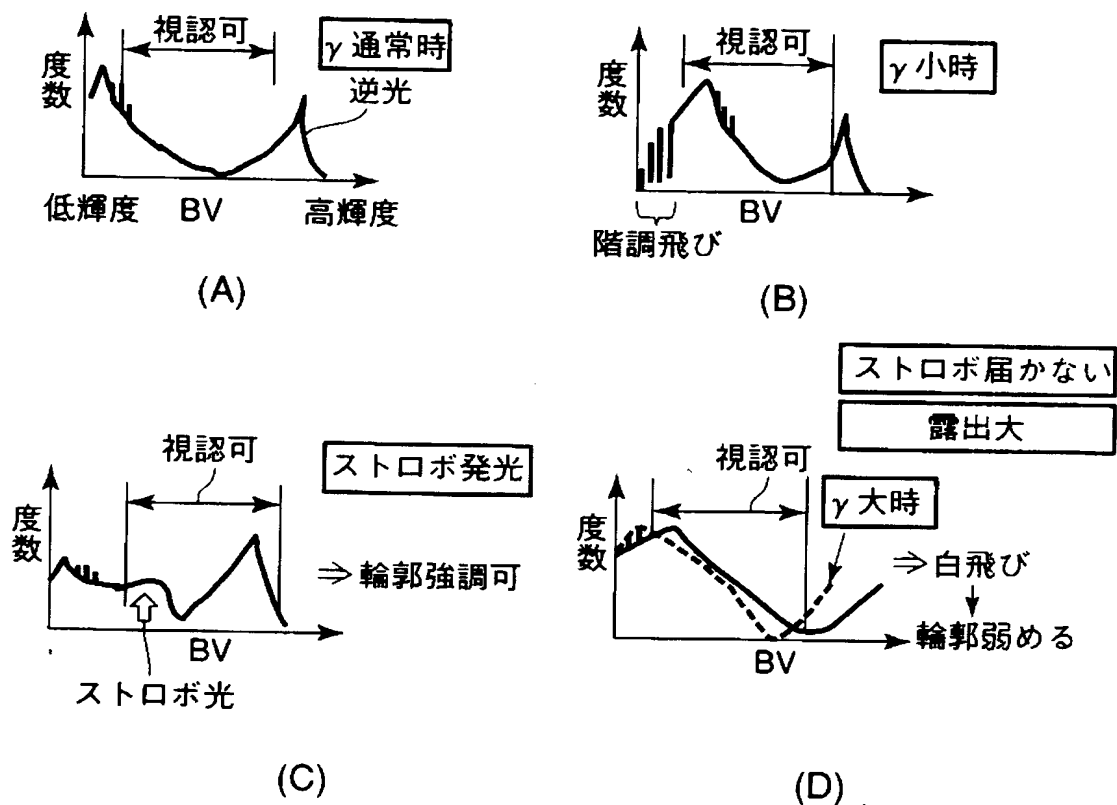 視認可
γ 通常時
度数
逆光
低輝度
BV
高輝度
(A)
視認可
γ 小時
度数
BV
階調飛び
(B)
視認可
ストロボ発光
度数
⇒ 輪郭強調可
BV
ストロボ光
(C)
ストロボ届かない
露出大
視認可
γ 大時
度数
⇒ 白飛び
輪郭弱める
BV
(D)